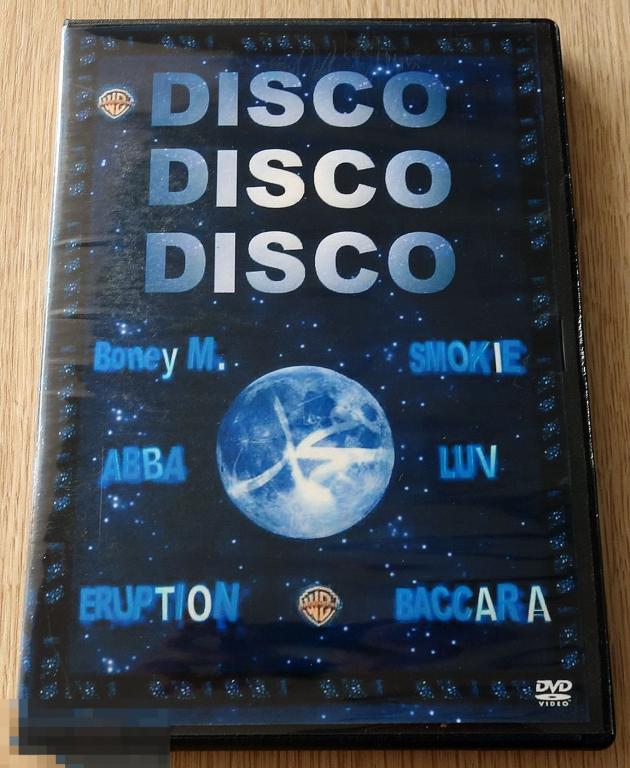 DISCO
DISCO
DISCO
Boney M. SMOKIE
ABBA LUV
ERUPTION BACCARA
DVD
VIDEO